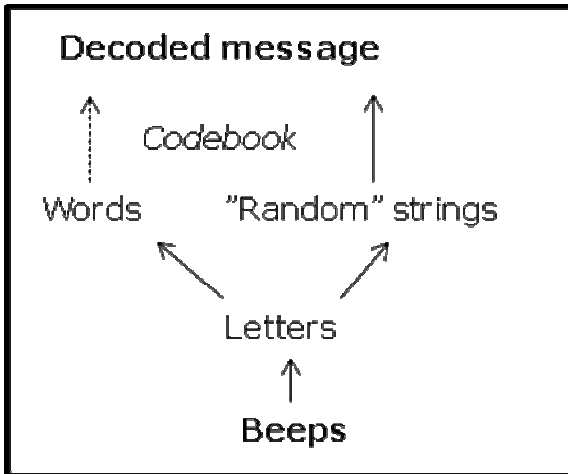 Decoded message
Codebook
Words ”Random” strings
Letters
Beeps